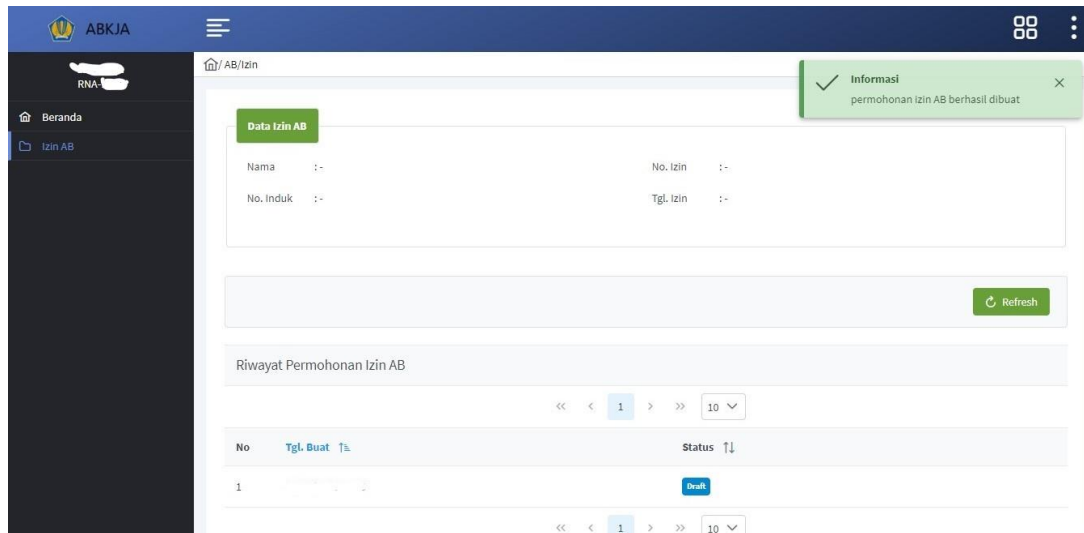 ABKJA
RNA-
Beranda
Izin AB
/ AB/Izin
Informasi
permohonan izin AB berhasil dibuat
Data Izin AB
Nama : -
No. Izin : -
No. Induk : -
Tgl. Izin : -
Refresh
Riwayat Permohonan Izin AB
<< < 1 > >> 10
No Tgl. Buat Status
1 Draft
<< < 1 > >> 10